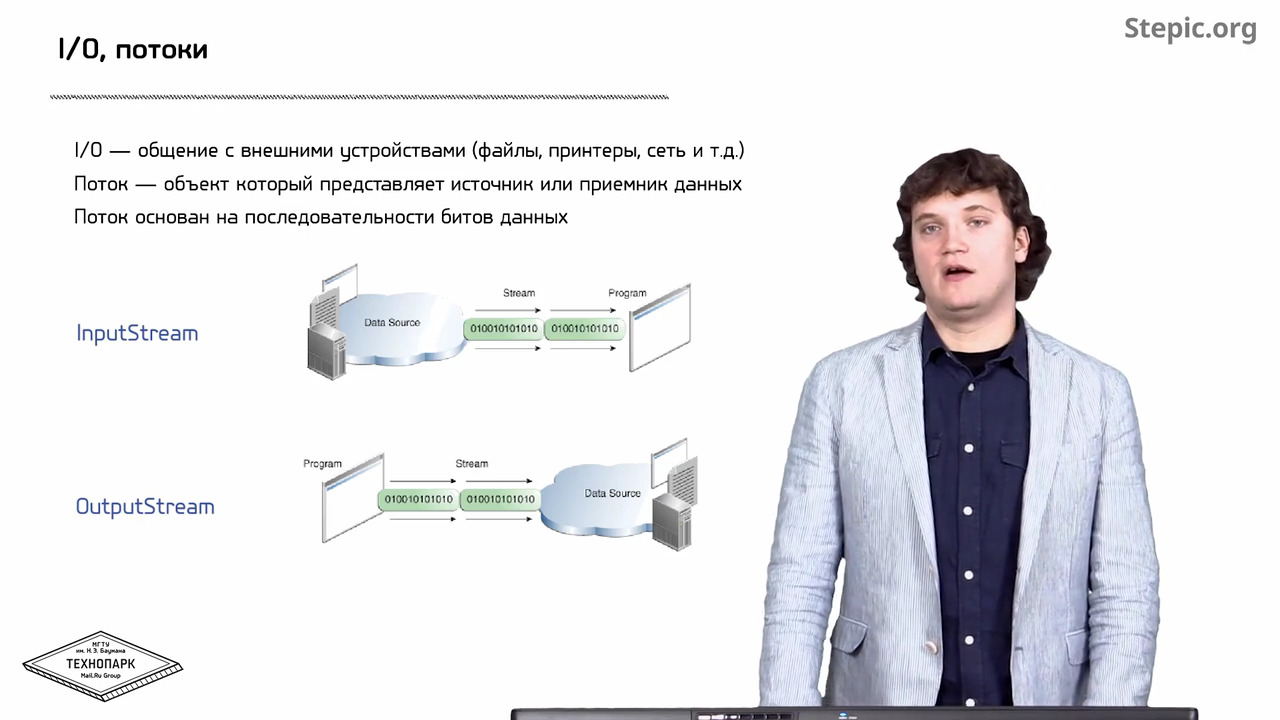 Stepic.org
I/O, потоки
I/O — общение с внешними устройствами (файлы, принтеры, сеть и т.д.)
Поток — объект который представляет источник или приемник данных
Поток основан на последовательности битов данных
InputStream
Data Source
Stream
Program
010010101010
010010101010
OutputStream
Program
Stream
010010101010
010010101010
Data Source
МГТУ
им. Н.Э. Баумана
ТЕХНОПАРК
Mail.Ru Group